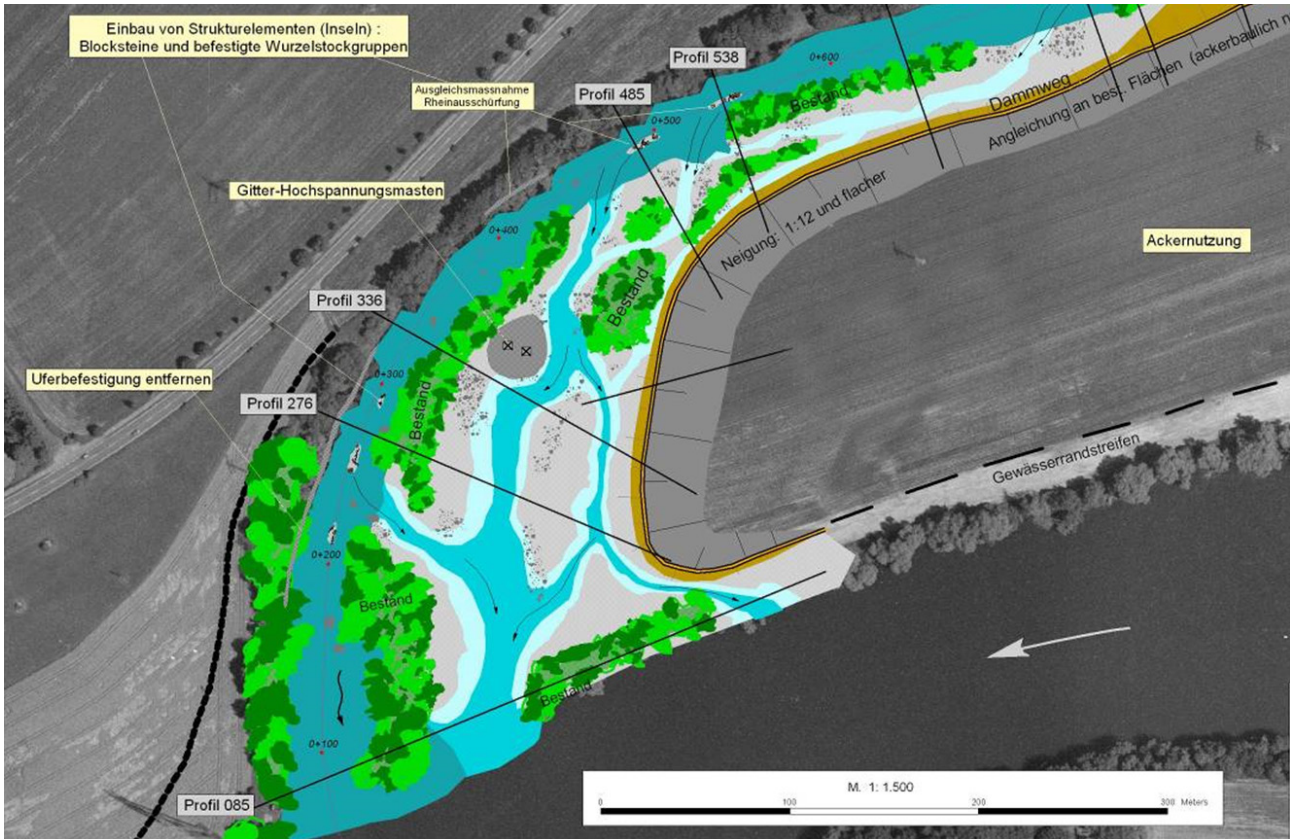 Einbau von Strukturelementen (Inseln) :
Blocksteine und befestigte Wurzelstockgruppen
Ausgleichsmassnahme
Rheinausschürfung
Profil 538
Profil 485
0+600
0+500
Bestand
Dammweg
Angleichung an best. Flächen (ackerbaulich n
Gitter-Hochspannungsmasten
0+400
Neigung: 1:12 und flacher
Ackernutzung
Bestand
Profil 336
Uferbefestigung entfernen
0+300
Profil 276
Bestand
Gewässerrandstreifen
0+200
Bestand
Bestand
0+100
Profil 085
M. 1: 1.500
0 100 200 300 Meters